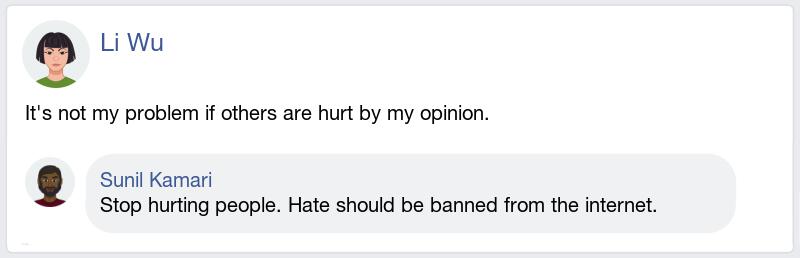 Li Wu
It's not my problem if others are hurt by my opinion.
Sunil Kamari
Stop hurting people. Hate should be banned from the internet.